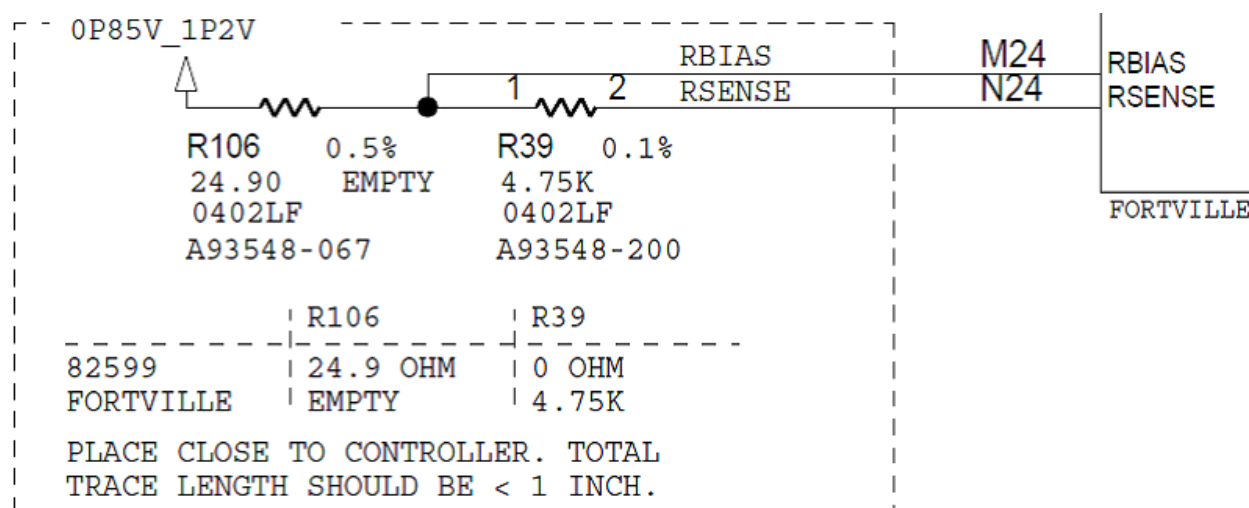 0P85V_1P2V
RBIAS M24 RBIAS
1 2 RSENSE N24 RSENSE
R106 0.5% R39 0.1%
24.90 EMPTY 4.75K
0402LF 0402LF
FORTVILLE
A93548-067 A93548-200
R106 R39
82599 24.9 OHM 0 OHM
FORTVILLE EMPTY 4.75K
PLACE CLOSE TO CONTROLLER. TOTAL
TRACE LENGTH SHOULD BE < 1 INCH.